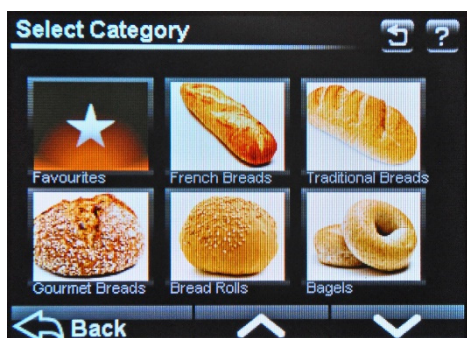 Select Category
?
Favourites
French Breads
Traditional Breads
Gourmet Breads
Bread Rolls
Bagels
Back